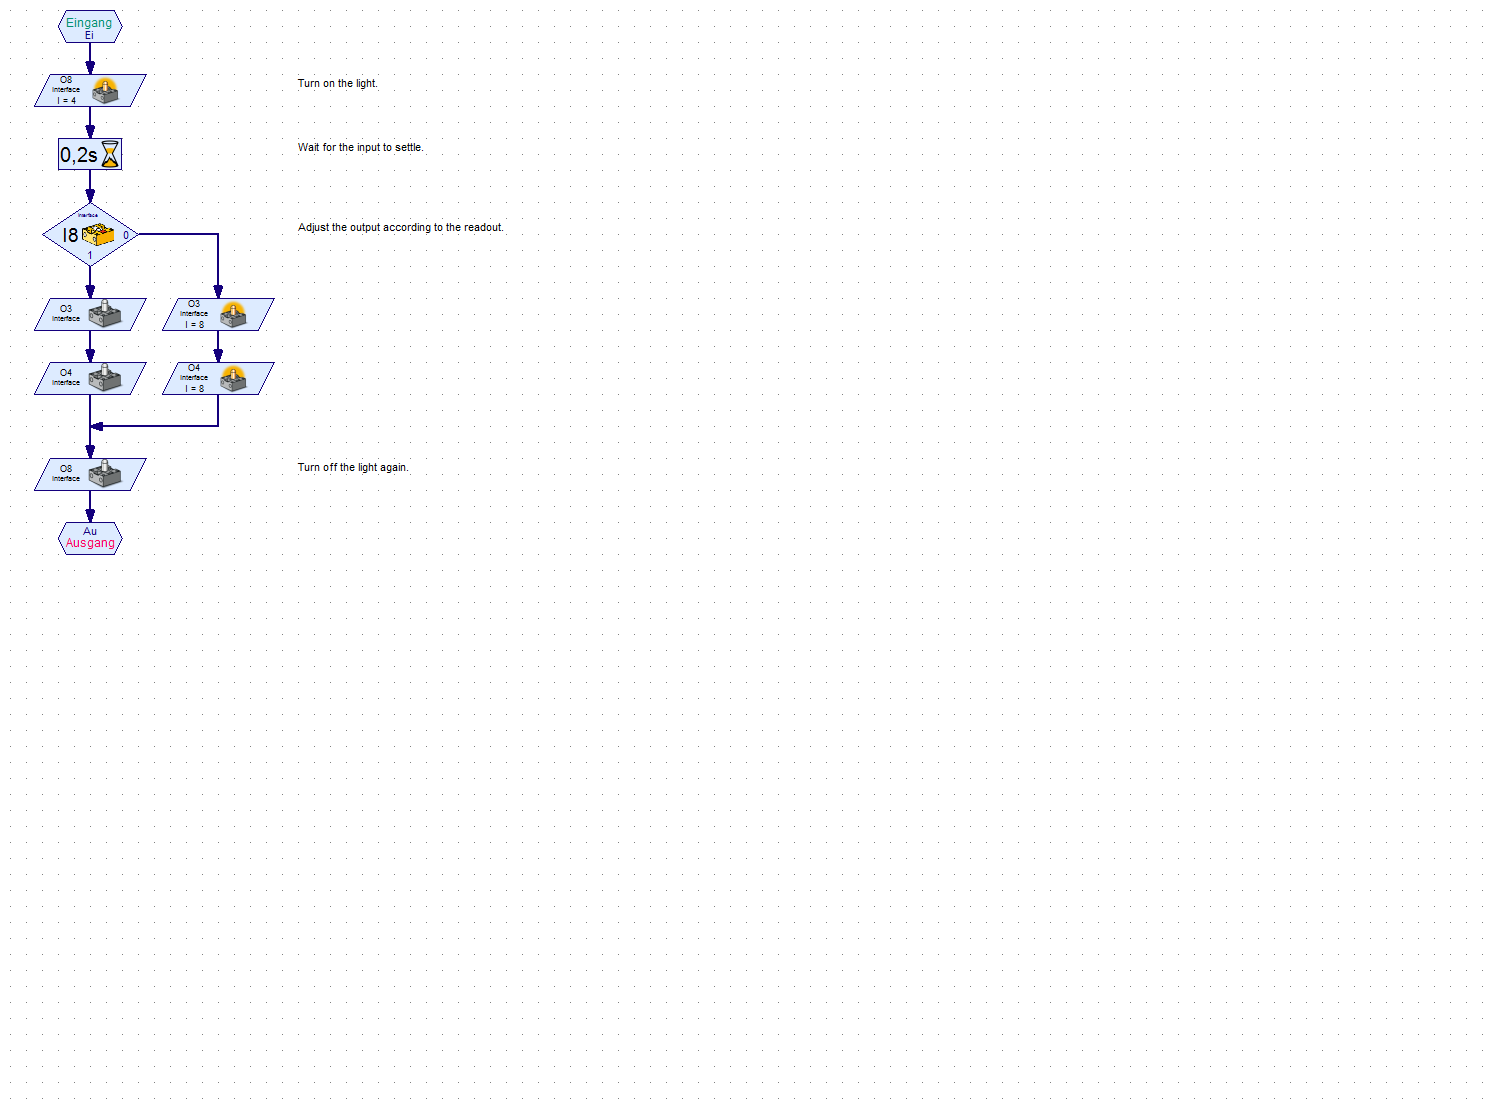 Eingang
Ei
O8
Interface
I = 4
Turn on the light.
0,2s
Wait for the input to settle.
Interface
I8
0
1
Adjust the output according to the readout.
O3
Interface
O3
Interface
I = 8
O4
Interface
O4
Interface
I = 8
O8
Interface
Turn off the light again.
Au
Ausgang